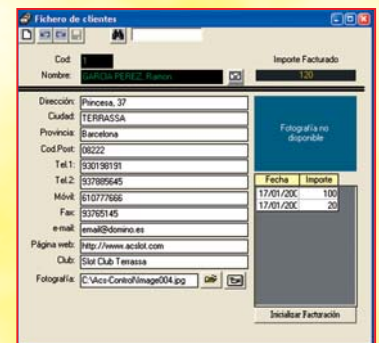 Fichero de clientes
Cod: 1
Importe Facturado
Nombre: GARCIA PEREZ, Ramon
120
Dirección: Princesa, 37
Ciudad: TERRASSA
Provincia: Barcelona
Cod.Post: 08222
Tel.1: 930198191
Tel.2: 937885645
Móvil: 610777666
Fax: 93765145
e-mail: email@domino.es
Página web: http://www.acslot.com
Club: Slot Club Terrassa
Fotografía: C:\Acs-Control\Image004.jpg
Fotografía no
disponible
Fecha Importe
17/01/200 100
17/01/200 20
Inicializar Facturación